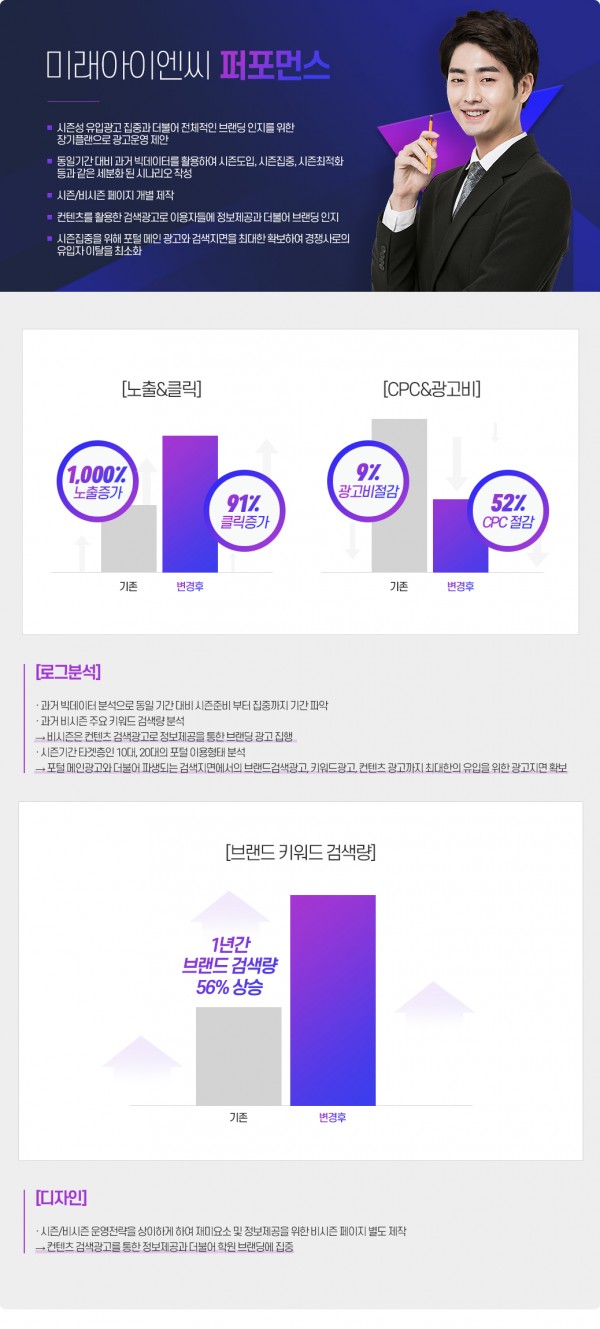 미래아이엔씨 퍼포먼스
시즌성 유입광고 집중과 더불어 전체적인 브랜딩 인지를 위한
장기플랜으로 광고운영 제안
동일기간 대비 과거 빅데이터를 활용하여 시즌도입, 시즌집중, 시즌최적화
등과 같은 세분화 된 시나리오 작성
시즌/비시즌 페이지 개별 제작
컨텐츠를 활용한 검색광고로 이용자들에 정보제공과 더불어 브랜딩 인지
시즌집중을 위해 포털 메인 광고와 검색지면을 최대한 확보하여 경쟁사로의
유입자 이탈을 최소화
[노출&클릭]
1,000%
노출증가
91%
클릭증가
기존
변경후
[CPC&광고비]
9%
광고비절감
52%
CPC 절감
기존
변경후
[로그분석]
· 과거 빅데이터 분석으로 동일 기간 대비 시즌준비 부터 집중까지 기간 파악
· 과거 비시즌 주요 키워드 검색량 분석
→ 비시즌은 컨텐츠 검색광고로 정보제공을 통한 브랜딩 광고 집행
· 시즌기간 타겟층인 10대, 20대의 포털 이용형태 분석
→ 포털 메인광고와 더불어 파생되는 검색지면에서의 브랜드검색광고, 키워드광고, 컨텐츠 광고까지 최대한의 유입을 위한 광고지면 확보
[브랜드 키워드 검색량]
1년간
브랜드 검색량
56% 상승
기존
변경후
[디자인]
· 시즌/비시즌 운영전략을 상이하게 하여 재미요소 및 정보제공을 위한 비시즌 페이지 별도 제작
→ 컨텐츠 검색광고를 통한 정보제공과 더불어 학원 브랜딩에 집중